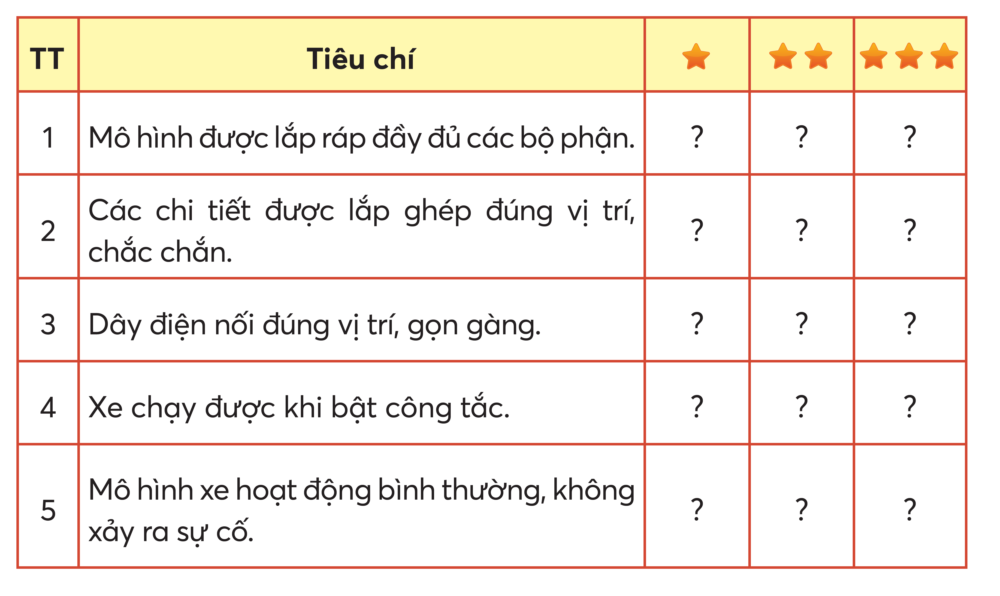 TT Tiêu chí
1 Mô hình được lắp ráp đầy đủ các bộ phận. ? ? ?
Các chi tiết được lắp ghép đúng vị trí,
2 ? ? ?
chắc chắn.
3 Dây điện nối đúng vị trí, gọn gàng. ? ? ?
4 Xe chạy được khi bật công tắc. ? ? ?
Mô hình xe hoạt động bình thường, không
5 ? ? ?
xảy ra sự cố.